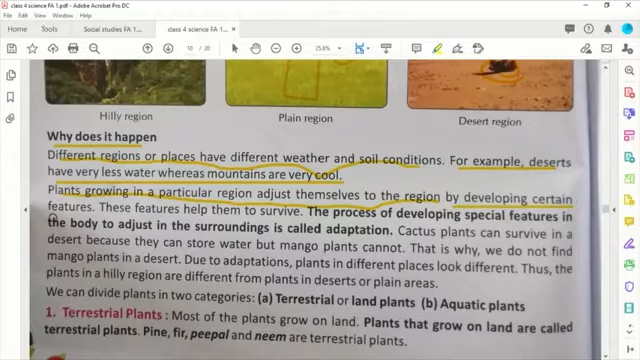 class 4 science FA 1.pdf - Adobe Acrobat Pro DC
File Edit View Window Help
Home Tools Social studies FA 1... class 4 science FA 1... ×
10 / 20 25.6%
Hilly region Plain region Desert region
Why does it happen
Different regions or places have different weather and soil conditions. For example, deserts
have very less water whereas mountains are very cool.
Plants growing in a particular region adjust themselves to the region by developing certain
features. These features help them to survive. The process of developing special features in
the body to adjust in the surroundings is called adaptation. Cactus plants can survive in a
desert because they can store water but mango plants cannot. That is why, we do not find
mango plants in a desert. Due to adaptations, plants in different places look different. Thus, the
plants in a hilly region are different from plants in deserts or plain areas.
We can divide plants in two categories: (a) Terrestrial or land plants (b) Aquatic plants
1. Terrestrial Plants : Most of the plants grow on land. Plants that grow on land are called
terrestrial plants. Pine, fir, peepal and neem are terrestrial plants.